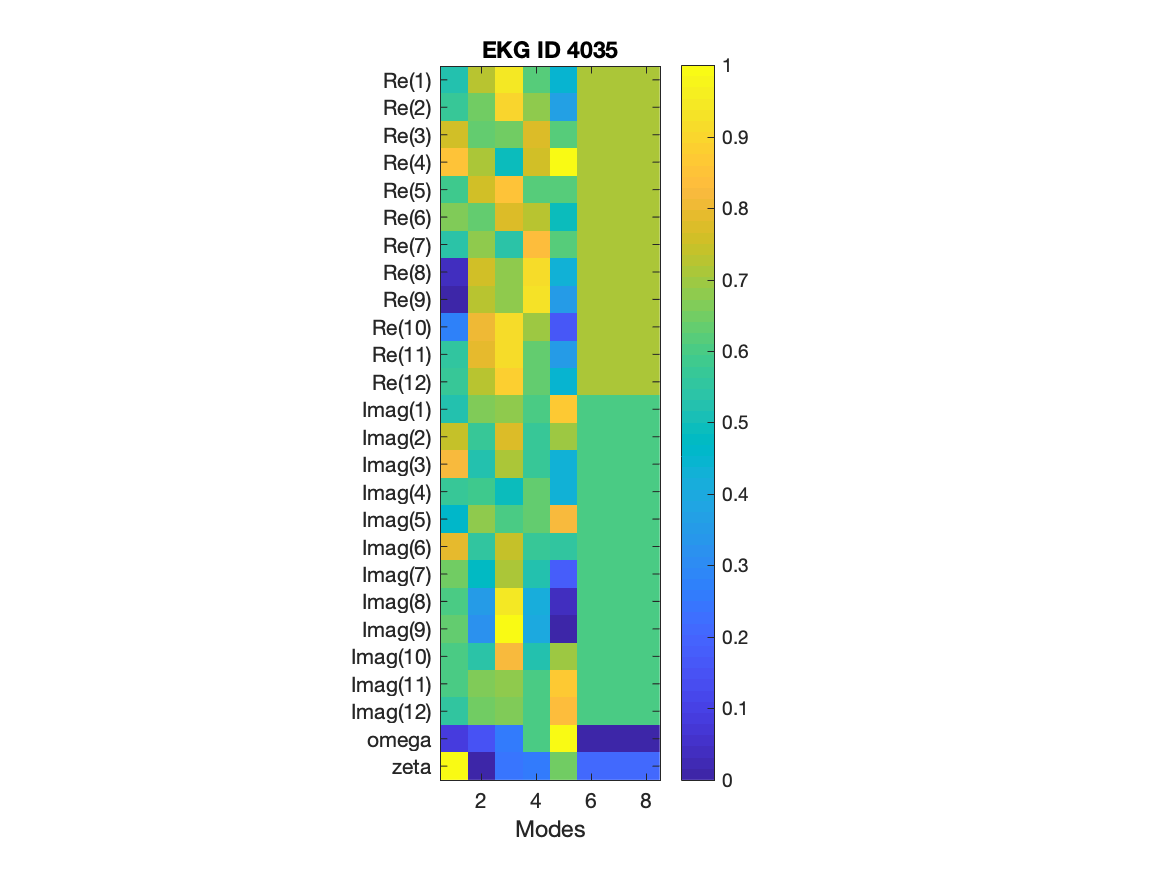 EKG ID 4035
Re(1)
Re(2)
Re(3)
Re(4)
Re(5)
Re(6)
Re(7)
Re(8)
Re(9)
Re(10)
Re(11)
Re(12)
Imag(1)
Imag(2)
Imag(3)
Imag(4)
Imag(5)
Imag(6)
Imag(7)
Imag(8)
Imag(9)
Imag(10)
Imag(11)
Imag(12)
omega
zeta
2 4 6 8
Modes
1
0.9
0.8
0.7
0.6
0.5
0.4
0.3
0.2
0.1
0